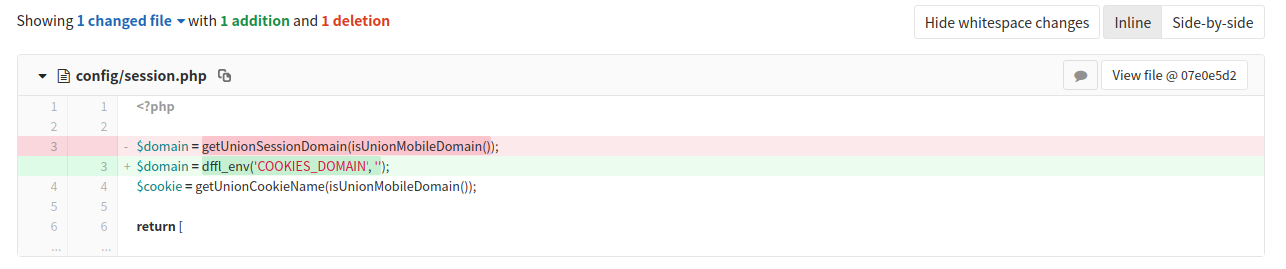 Showing 1 changed file with 1 addition and 1 deletion
Hide whitespace changes Inline Side-by-side
config/session.php View file @ 07e0e5d2
1 1 <?php
2 2
3 - $domain = getUnionSessionDomain(isUnionMobileDomain());
3 + $domain = dffl_env('COOKIES_DOMAIN', '');
4 4 $cookie = getUnionCookieName(isUnionMobileDomain());
5 5
6 6 return [
... ...